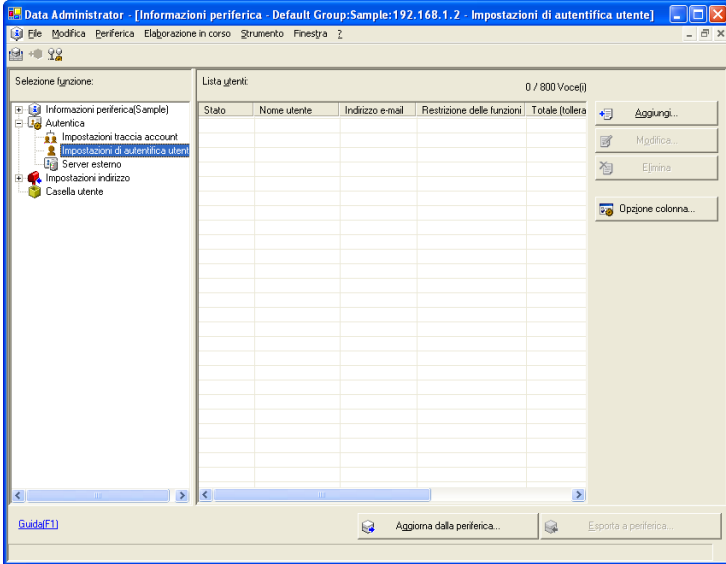 Data Administrator - [Informazioni periferica - Default Group:Sample:192.168.1.2 - Impostazioni di autentifica utente]
File Modifica Periferica Elaborazione in corso Strumento Finestra ?
Selezione funzione:
Informazioni periferica(Sample)
Autentica
Impostazioni traccia account
Impostazioni di autentifica utent
Server esterno
Impostazioni indirizzo
Casella utente
Lista utenti:
0 / 800 Voce(i)
Stato Nome utente Indirizzo e-mail Restrizione delle funzioni Totale (tollera
Aggiungi...
Modifica...
Elimina
Opzione colonna...
Guida(F1)
Aggiorna dalla periferica...
Esporta a periferica...